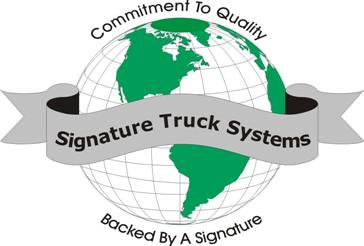 Commitment To Quality
Signature Truck Systems
Backed By A Signature